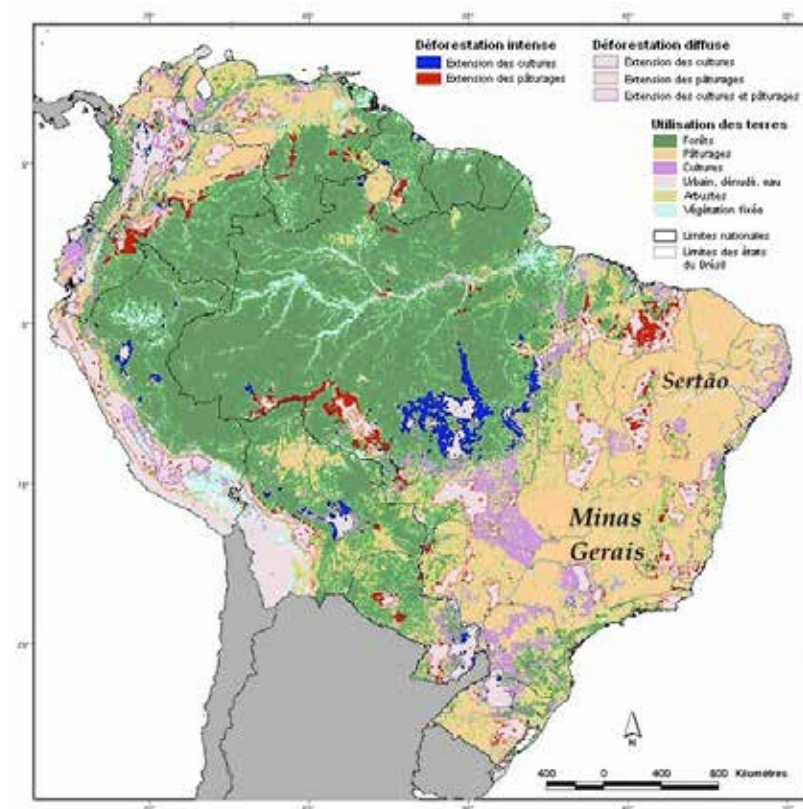 Déforestation intense
Extension des cultures
Extension des pâturages
Déforestation diffuse
Extension des cultures
Extension des pâturages
Extension des cultures et pâturages
Utilisation des terres
Forêts
Pâturages
Cultures
Urbain, dénudé, eau
Arbustes
Limites nationales
Limites des états
du Brésil
Sertão
Minas
Gerais
N
400 0 400 800 Kilomètres